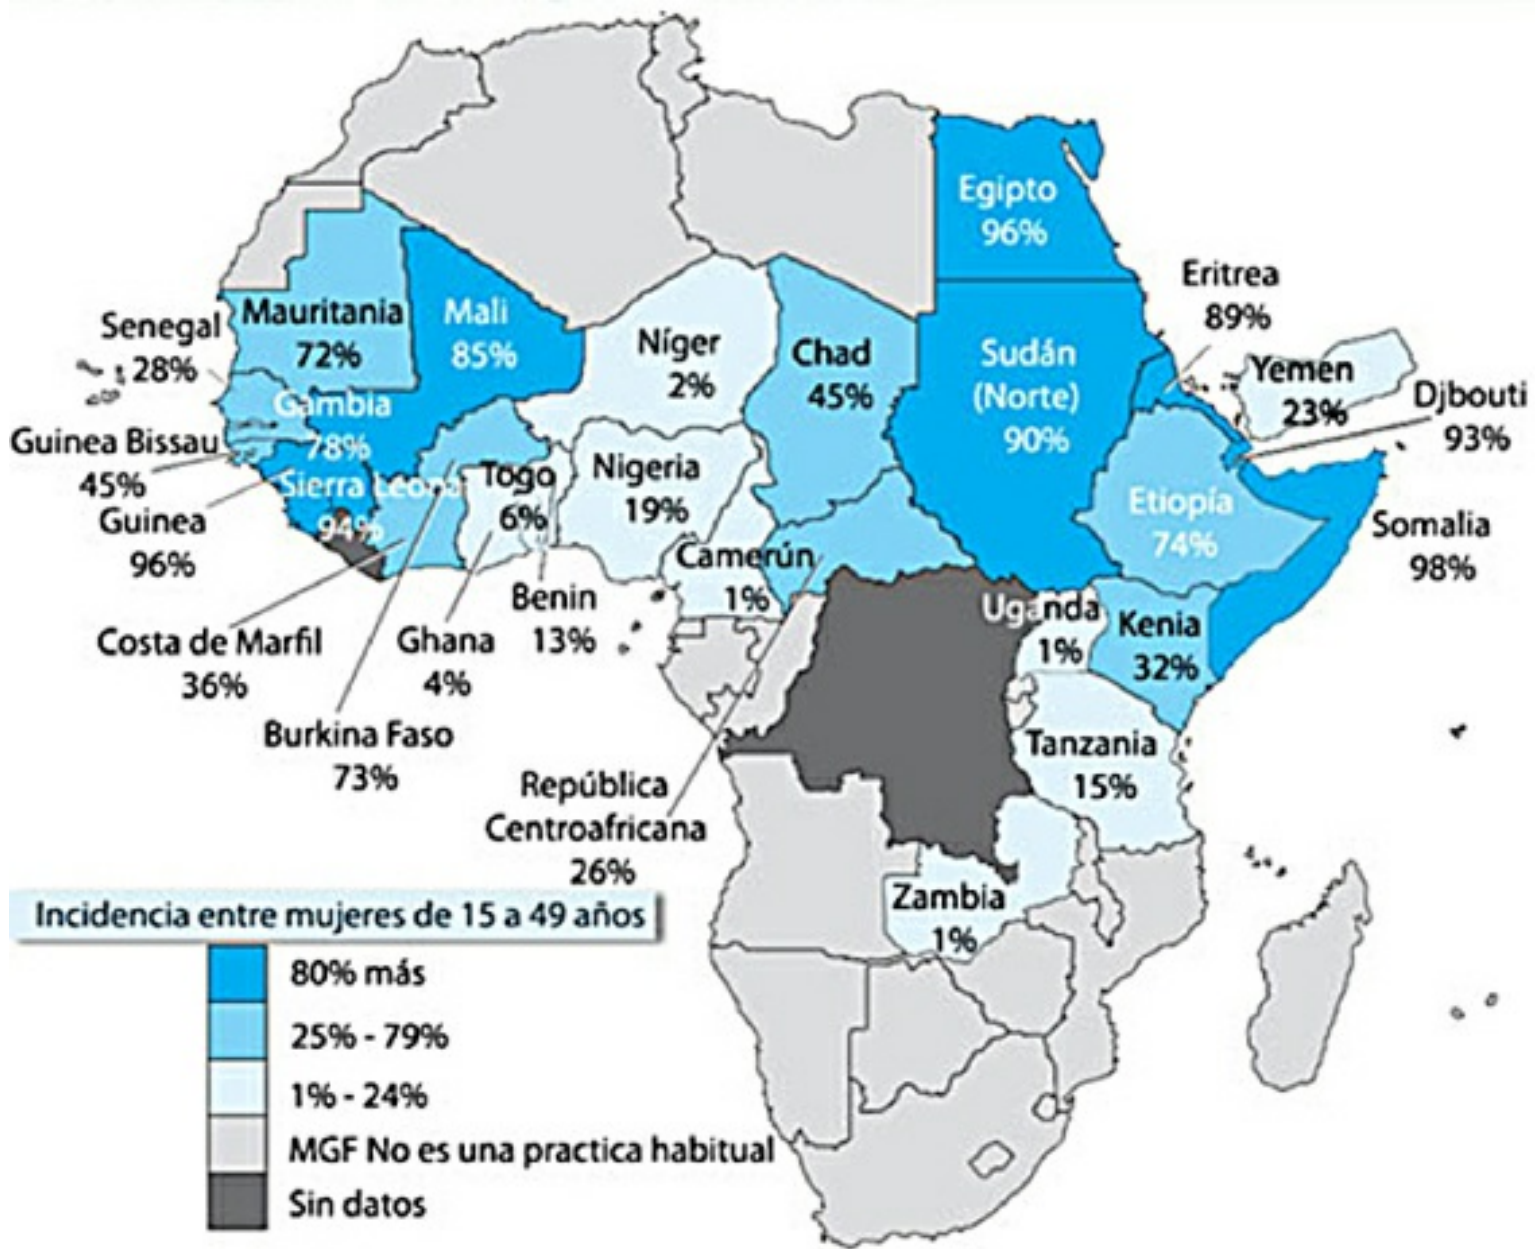 Egipto
96%
Eritrea
89%
Mauritania
72%
Mali
85%
Senegal
28%
Níger
2%
Chad
45%
Sudán
(Norte)
90%
Yemen
23%
Djbouti
93%
Gambia
78%
Guinea Bissau
45%
Sierra Leona
94%
Guinea
96%
Togo
6%
Nigeria
19%
Etiopía
74%
Somalia
98%
Camerún
1%
Benin
13%
Uganda
1%
Kenia
32%
Costa de Marfil
36%
Ghana
4%
Burkina Faso
73%
Tanzania
15%
República
Centroafricana
26%
Zambia
1%
Incidencia entre mujeres de 15 a 49 años
80% más
25% - 79%
1% - 24%
MGF No es una practica habitual
Sin datos